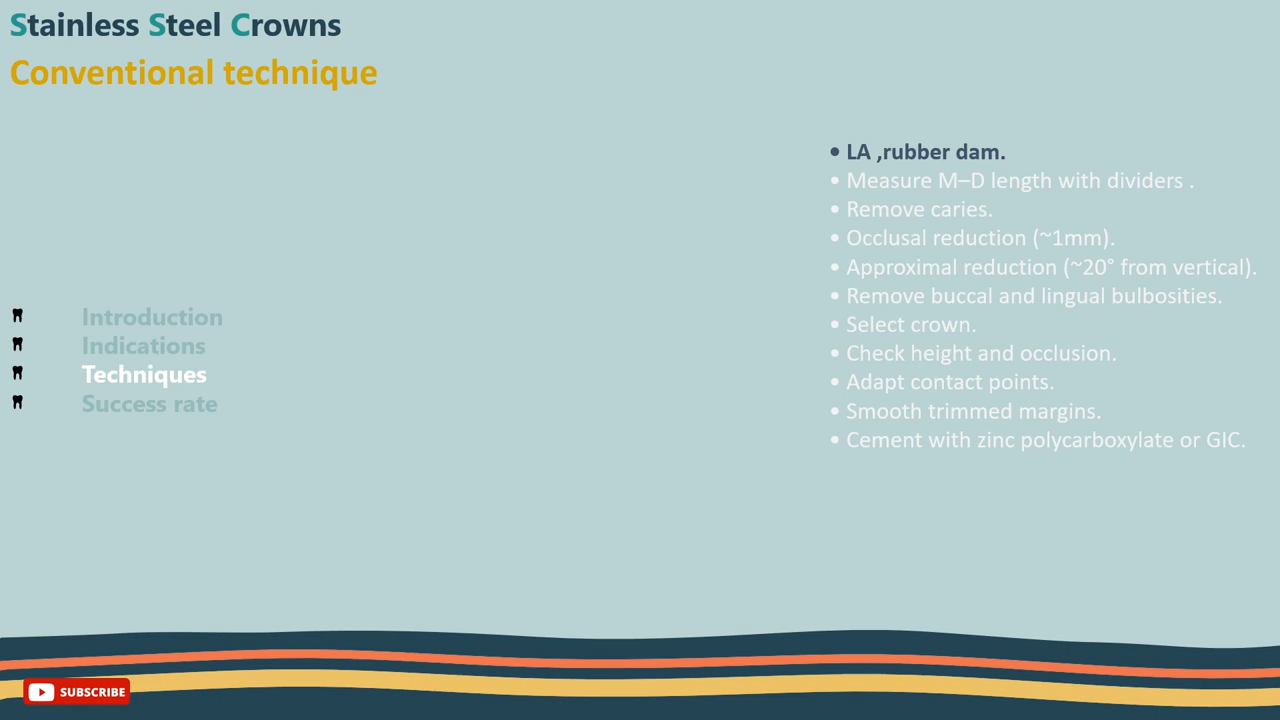 Stainless Steel Crowns
Conventional technique
Introduction
Indications
Techniques
Success rate
• LA ,rubber dam.
• Measure M–D length with dividers .
• Remove caries.
• Occlusal reduction (~1mm).
• Approximal reduction (~20° from vertical).
• Remove buccal and lingual bulbosities.
• Select crown.
• Check height and occlusion.
• Adapt contact points.
• Smooth trimmed margins.
• Cement with zinc polycarboxylate or GIC.
SUBSCRIBE